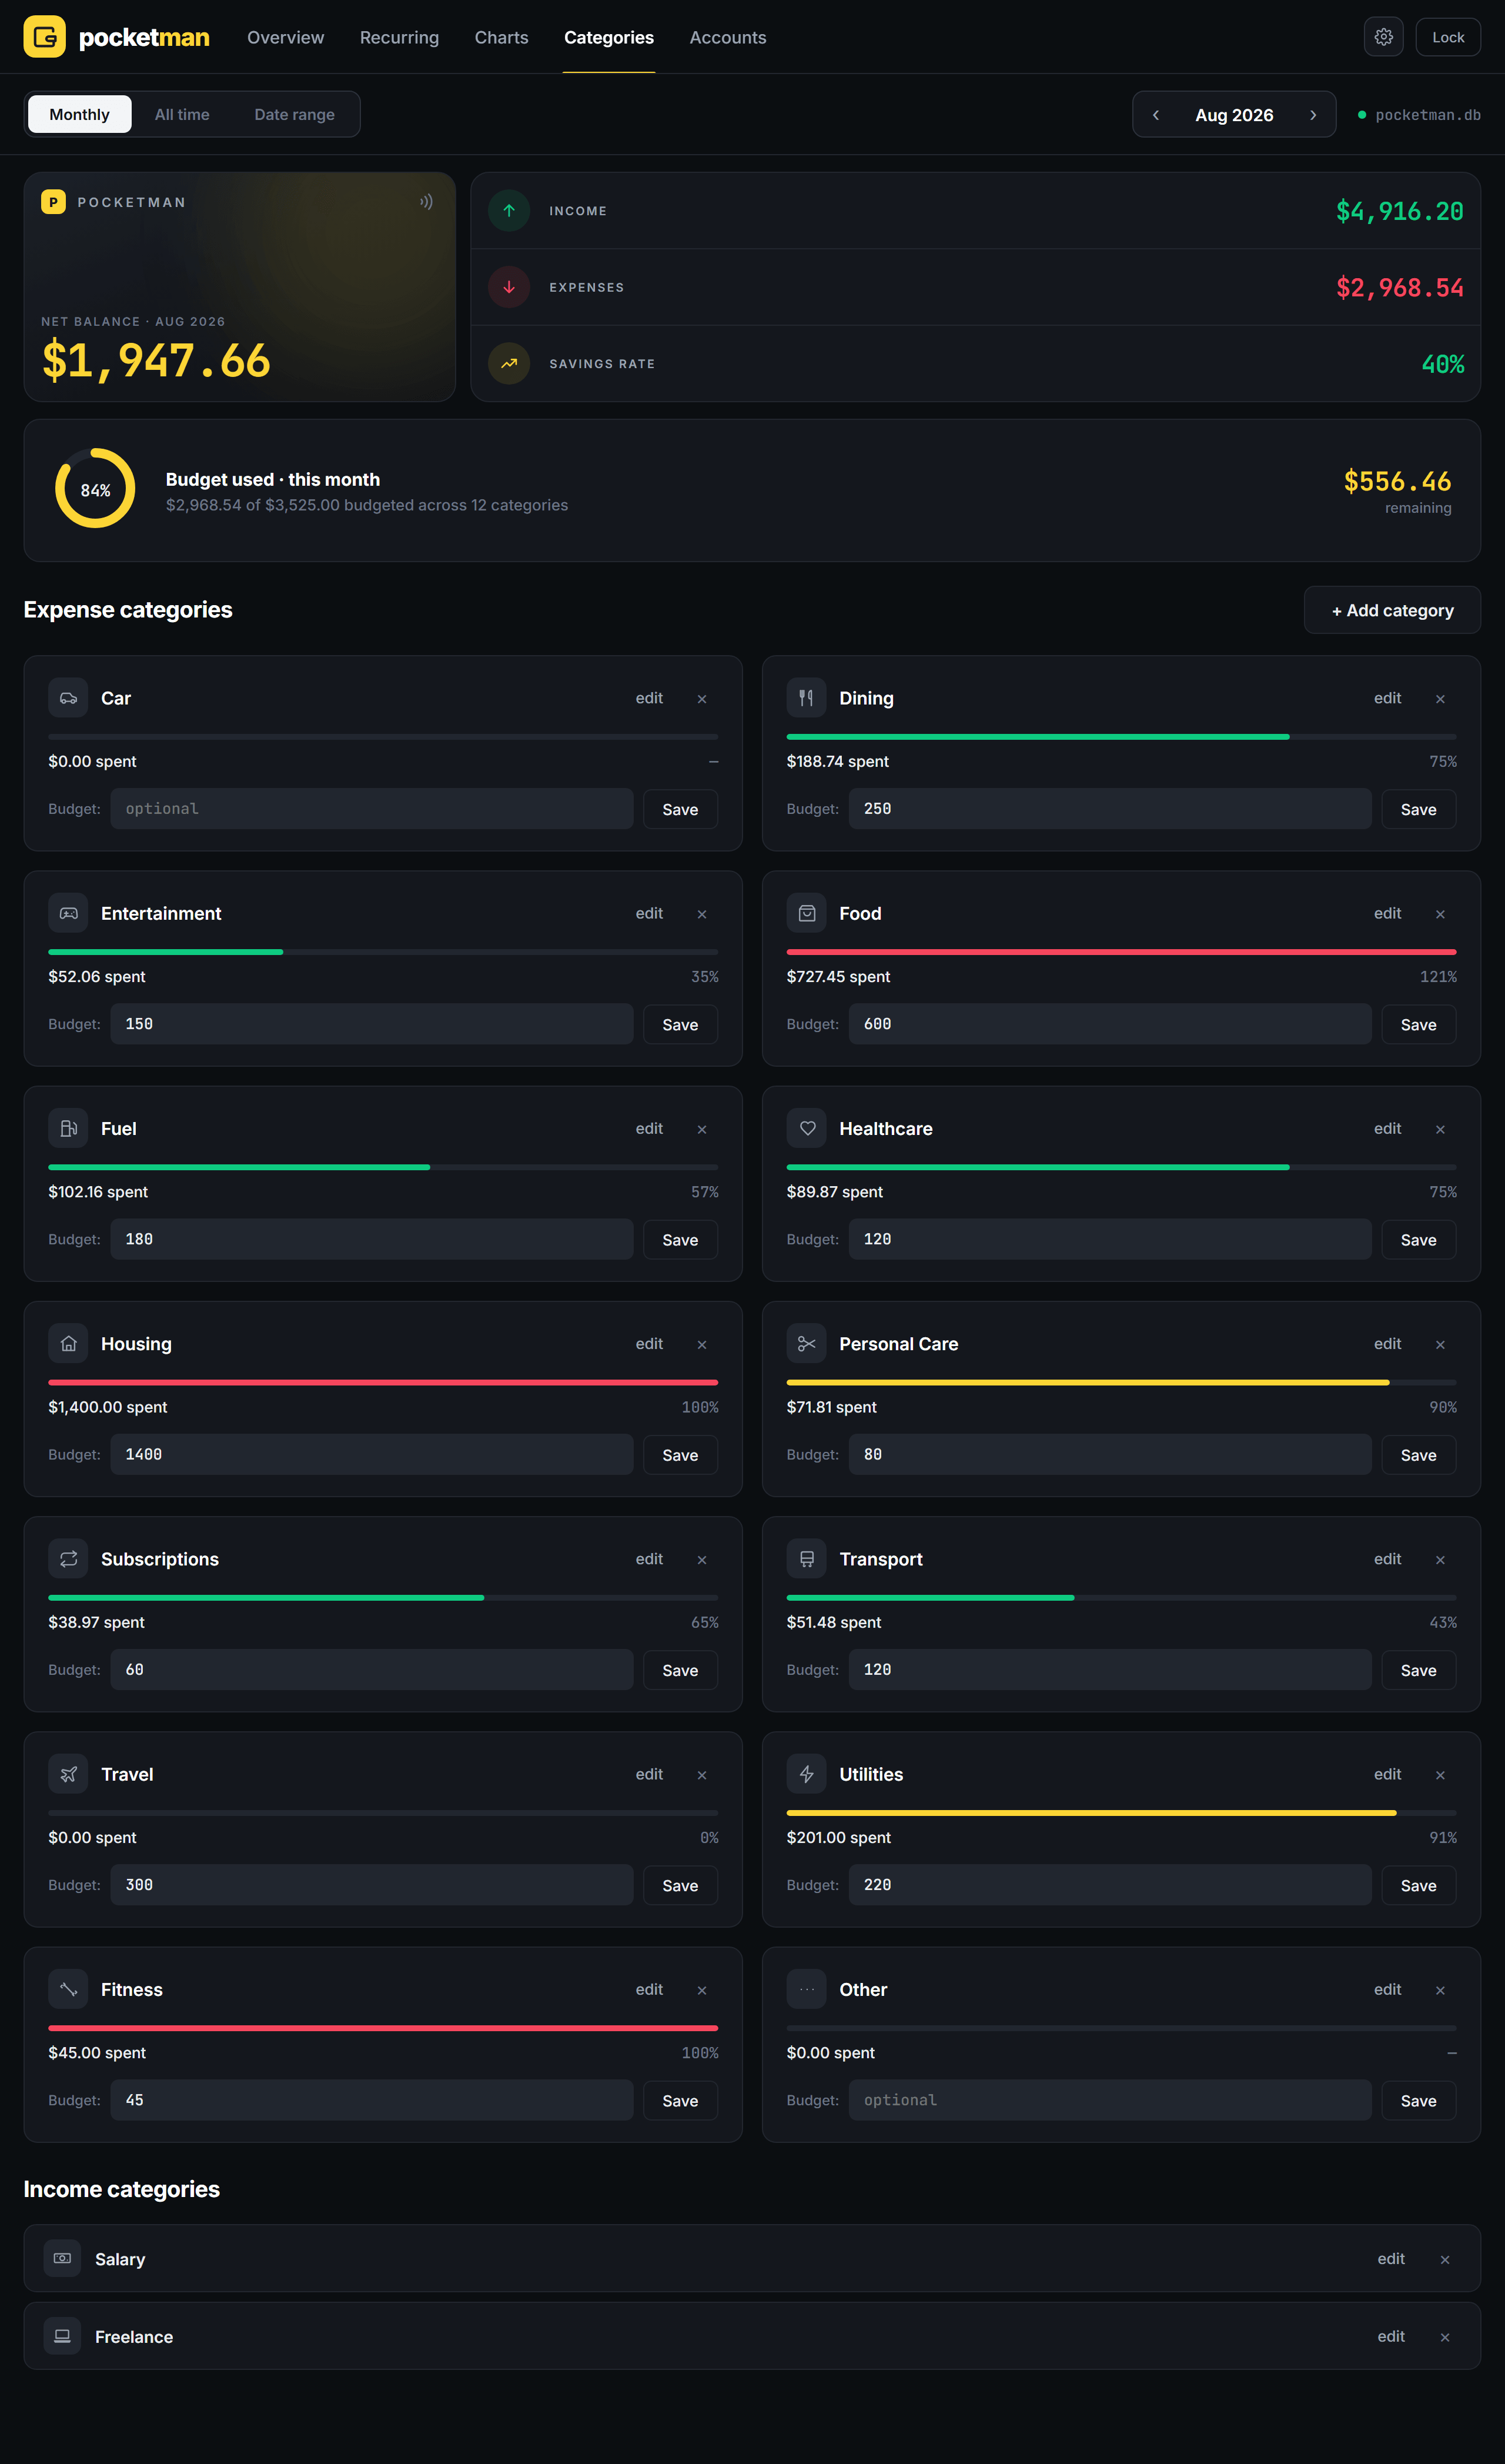 pocketman Overview Recurring Charts Categories Accounts Lock
Monthly All time Date range ‹ Aug 2026 › pocketman.db
P POCKETMAN
NET BALANCE · AUG 2026
$1,947.66
INCOME $4,916.20
EXPENSES $2,968.54
SAVINGS RATE 40%
84%
Budget used · this month
$2,968.54 of $3,525.00 budgeted across 12 categories
$556.46
remaining
Expense categories
+ Add category
Car edit ×
$0.00 spent —
Budget: optional Save
Dining edit ×
$188.74 spent 75%
Budget: 250 Save
Entertainment edit ×
$52.06 spent 35%
Budget: 150 Save
Food edit ×
$727.45 spent 121%
Budget: 600 Save
Fuel edit ×
$102.16 spent 57%
Budget: 180 Save
Healthcare edit ×
$89.87 spent 75%
Budget: 120 Save
Housing edit ×
$1,400.00 spent 100%
Budget: 1400 Save
Personal Care edit ×
$71.81 spent 90%
Budget: 80 Save
Subscriptions edit ×
$38.97 spent 65%
Budget: 60 Save
Transport edit ×
$51.48 spent 43%
Budget: 120 Save
Travel edit ×
$0.00 spent 0%
Budget: 300 Save
Utilities edit ×
$201.00 spent 91%
Budget: 220 Save
Fitness edit ×
$45.00 spent 100%
Budget: 45 Save
Other edit ×
$0.00 spent —
Budget: optional Save
Income categories
Salary edit ×
Freelance edit ×